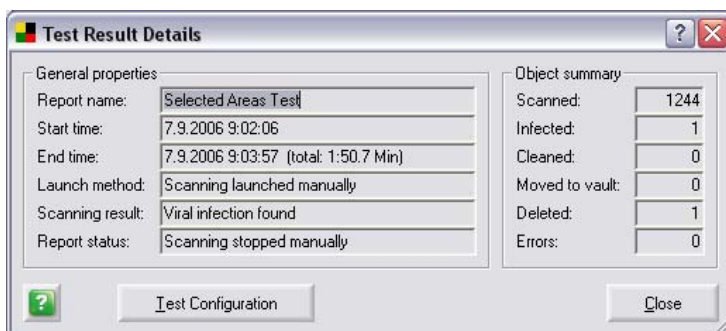 Test Result Details
General properties
Report name: Selected Areas Test
Start time: 7.9.2006 9:02:06
End time: 7.9.2006 9:03:57 (total: 1:50.7 Min)
Launch method: Scanning launched manually
Scanning result: Viral infection found
Report status: Scanning stopped manually
Object summary
Scanned: 1244
Infected: 1
Cleaned: 0
Moved to vault: 0
Deleted: 1
Errors: 0
?
Test Configuration
Close